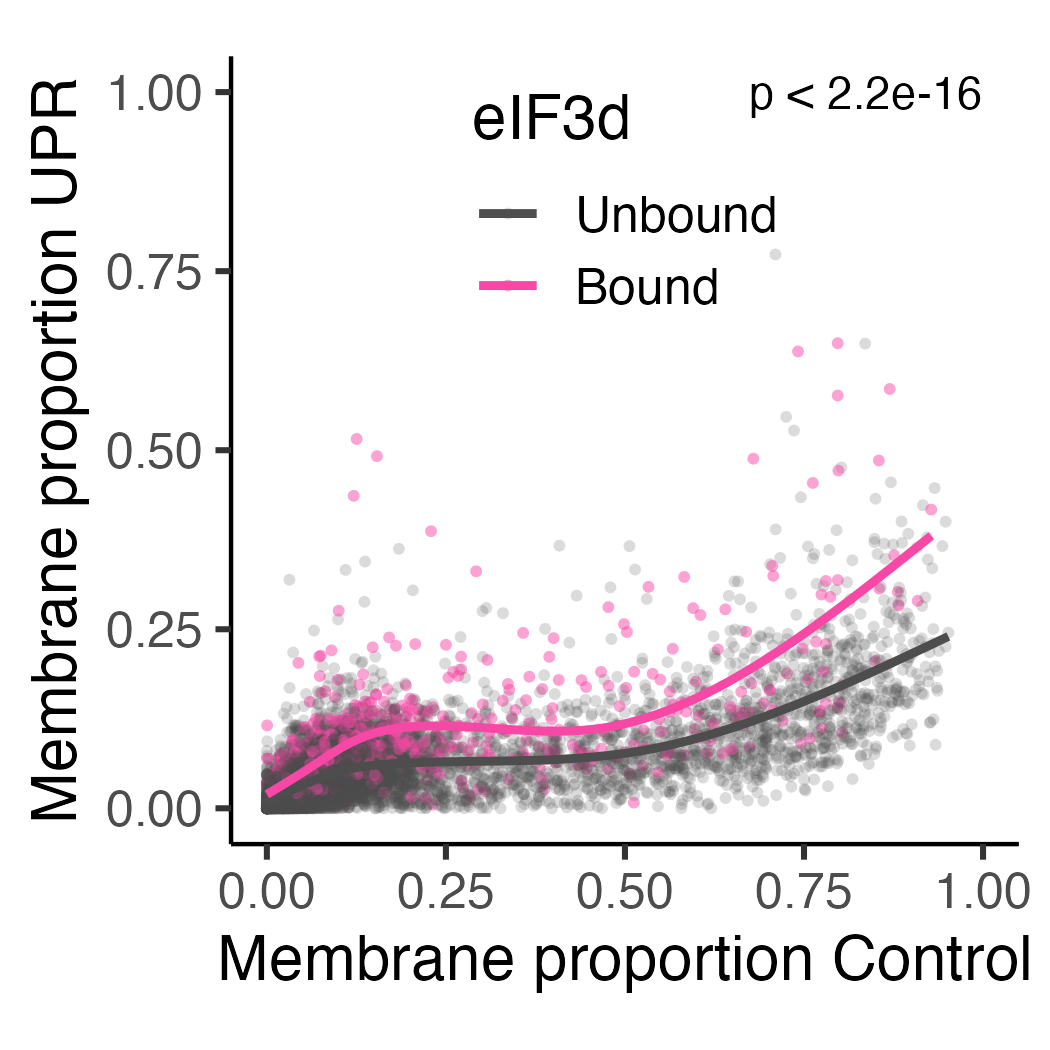 Membrane proportion UPR
1.00
0.75
0.50
0.25
0.00
eIF3d
Unbound
Bound
p < 2.2e-16
0.00 0.25 0.50 0.75 1.00
Membrane proportion Control